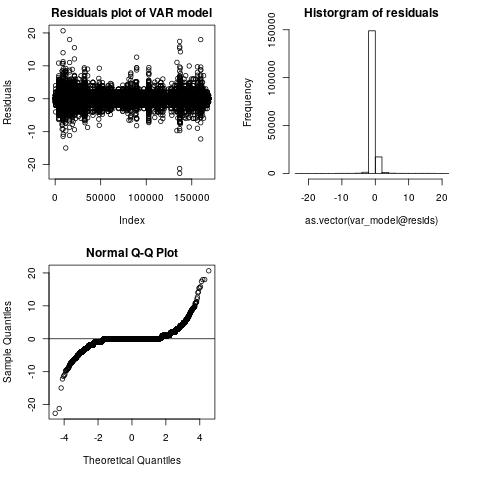 Residuals plot of VAR model
Residuals
20
10
0
-10
-20
0 50000 100000 150000
Index
Historgram of residuals
Frequency
150000
100000
50000
0
-20 -10 0 10 20
as.vector(var_model@resids)
Normal Q-Q Plot
Sample Quantiles
20
10
0
-10
-20
-4 -2 0 2 4
Theoretical Quantiles